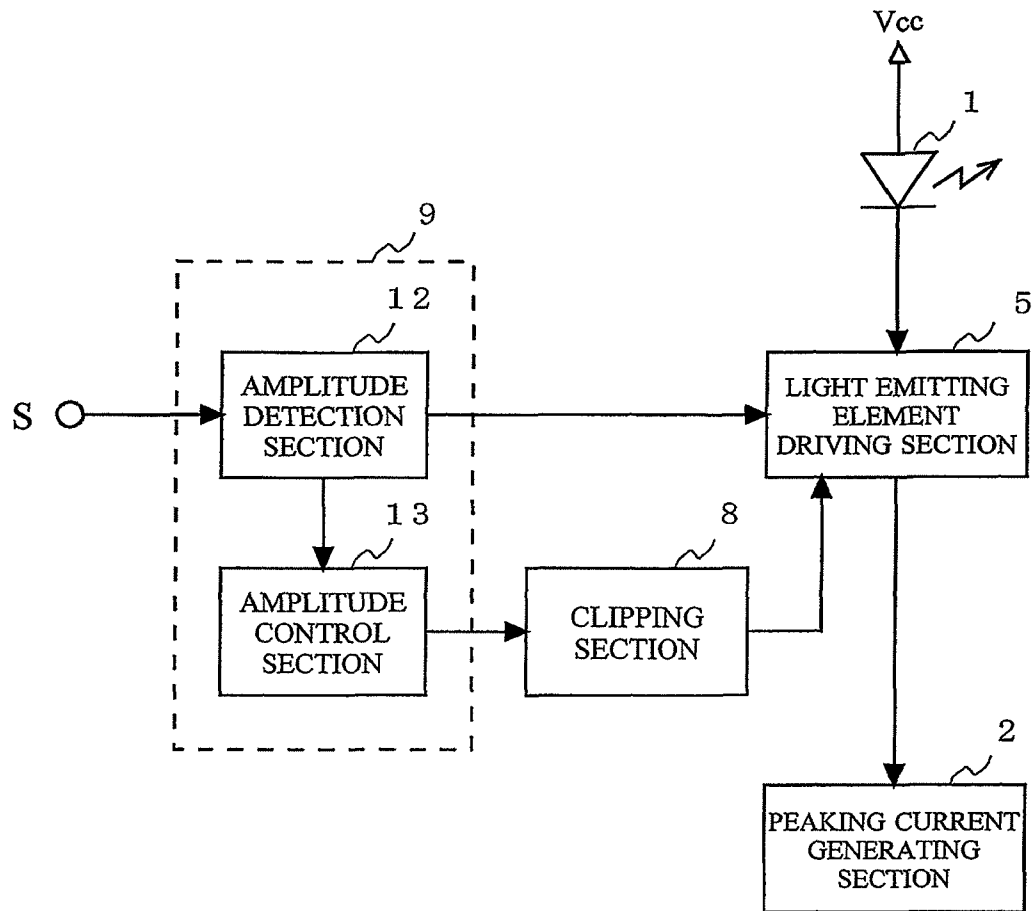 Vcc
1
9
12
5
S
AMPLITUDE
DETECTION
SECTION
LIGHT EMITTING
ELEMENT
DRIVING SECTION
13
8
AMPLITUDE
CONTROL
SECTION
CLIPPING
SECTION
2
PEAKING CURRENT
GENERATING
SECTION